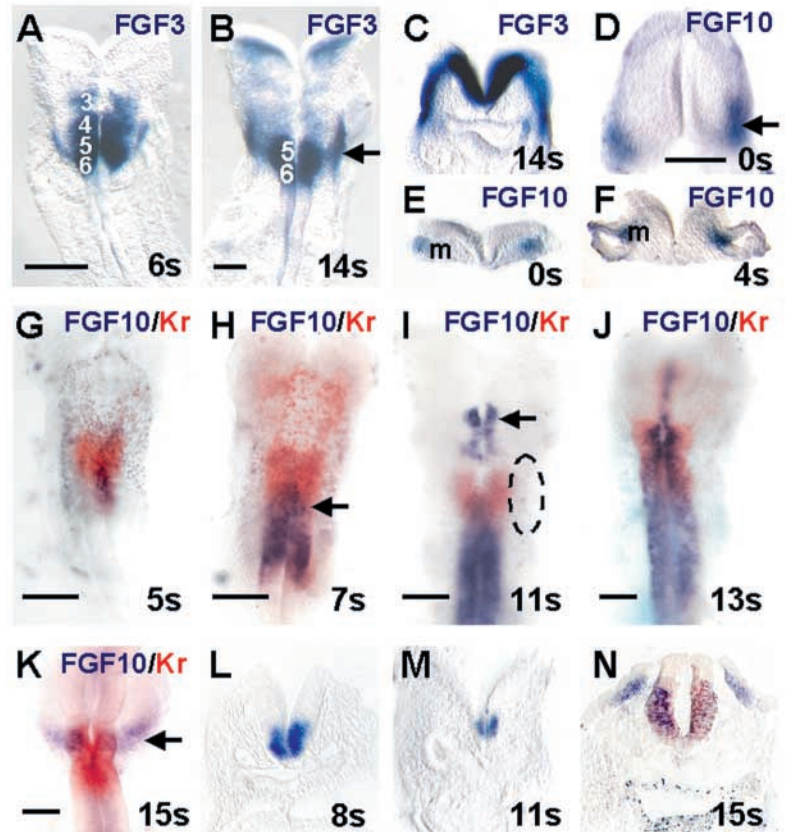 A FGF3
3
4
5
6
6s
B FGF3
5
6
14s
C FGF3
14s
D FGF10
0s
E FGF10
m
0s
F FGF10
m
4s
G FGF10/Kr
5s
H FGF10/Kr
7s
I FGF10/Kr
11s
J FGF10/Kr
13s
K FGF10/Kr
15s
L
8s
M
11s
N
15s